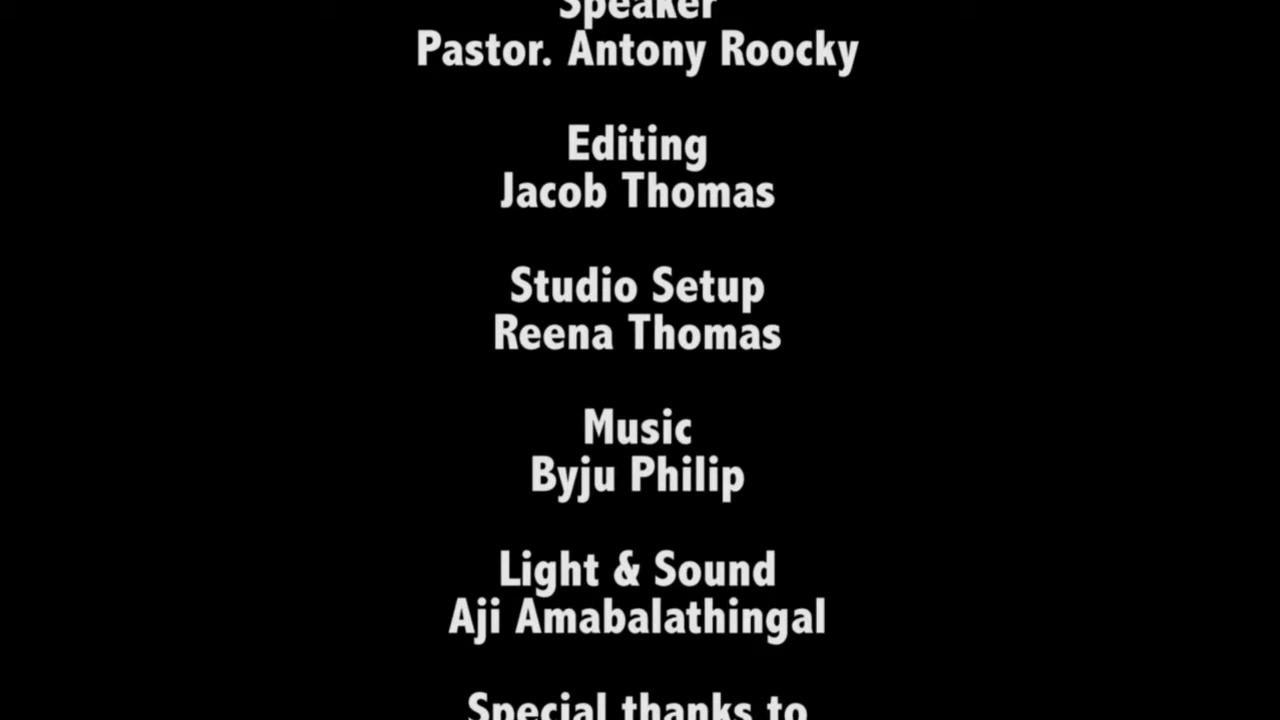 Speaker
Pastor. Antony Roocky
Editing
Jacob Thomas
Studio Setup
Reena Thomas
Music
Byju Philip
Light & Sound
Aji Amabalathingal
Special thanks to